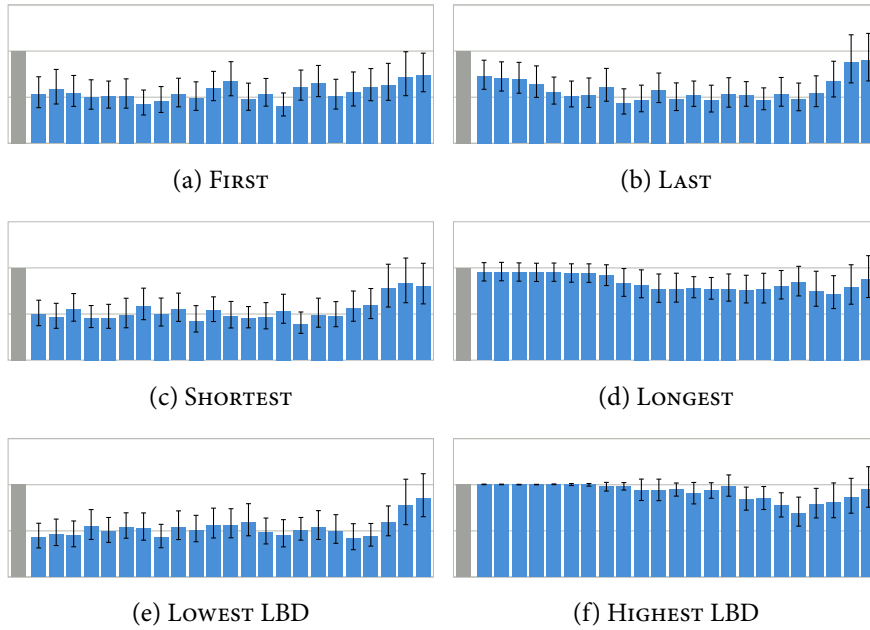 (a) First
(b) Last
(c) Shortest
(d) Longest
(e) Lowest LBD
(f) Highest LBD